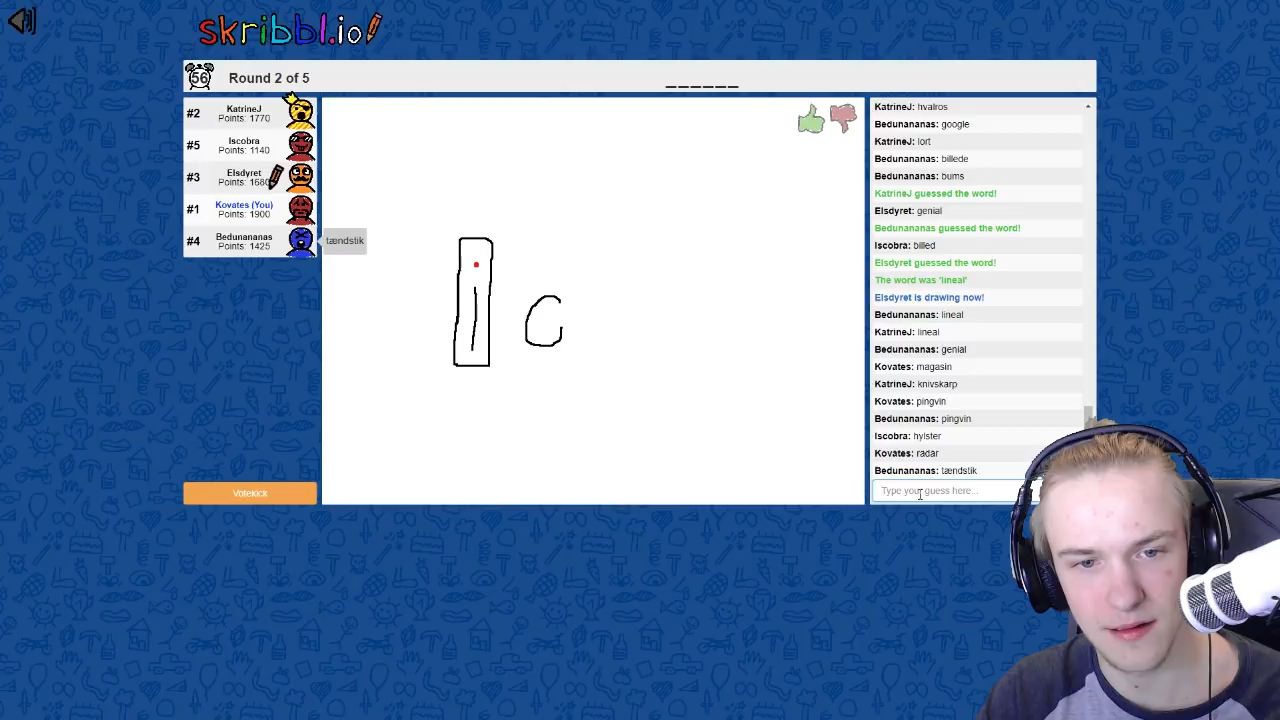 skribbl.io
56
Round 2 of 5
______
#2 KatrineJ
Points: 1770
#5 Iscobra
Points: 1140
#3 Elsdyret
Points: 1680
#1 Kovates (You)
Points: 1900
#4 Bedunananas
Points: 1425
tændstik
Votekick
KatrineJ: hvalros
Bedunananas: google
KatrineJ: lort
Bedunananas: billede
Bedunananas: bums
KatrineJ guessed the word!
Elsdyret: genial
Bedunananas guessed the word!
Iscobra: billed
Elsdyret guessed the word!
The word was 'lineal'
Elsdyret is drawing now!
Bedunananas: lineal
KatrineJ: lineal
Bedunananas: genial
Kovates: magasin
KatrineJ: knivskarp
Kovates: pingvin
Bedunananas: pingvin
Iscobra: hylster
Kovates: radar
Bedunananas: tændstik
Type your guess here...